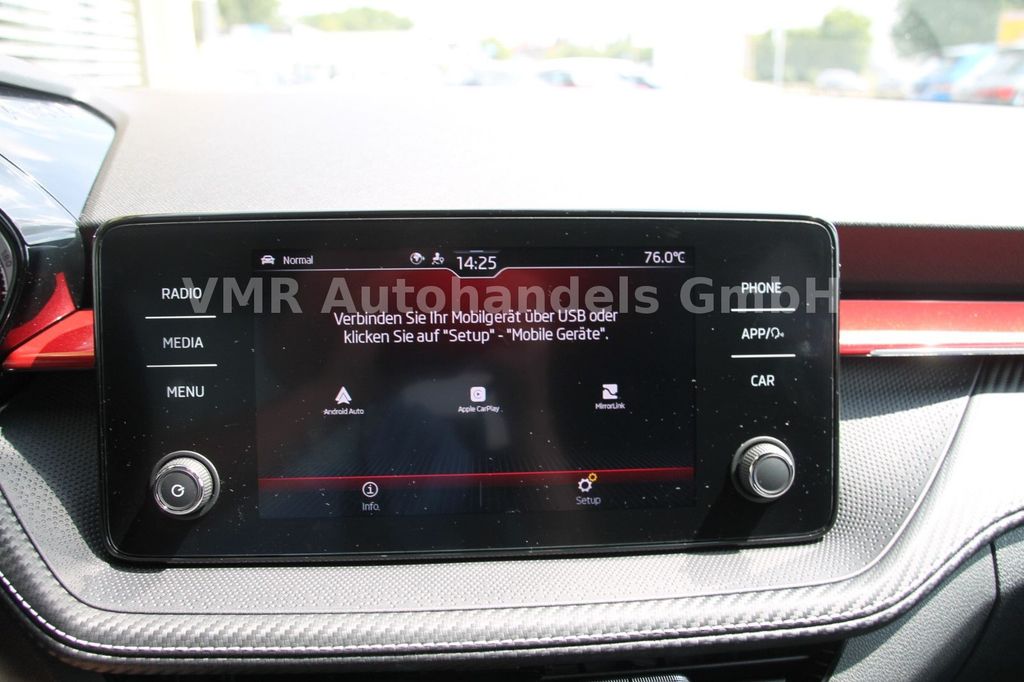 Normal 14:25 76.0°C
VMR Autohandels GmbH
RADIO
MEDIA
MENU
Verbinden Sie Ihr Mobilgerät über USB oder
klicken Sie auf "Setup" - "Mobile Geräte".
Android Auto
Apple CarPlay
MirrorLink
Info
Setup
PHONE
APP/
CAR